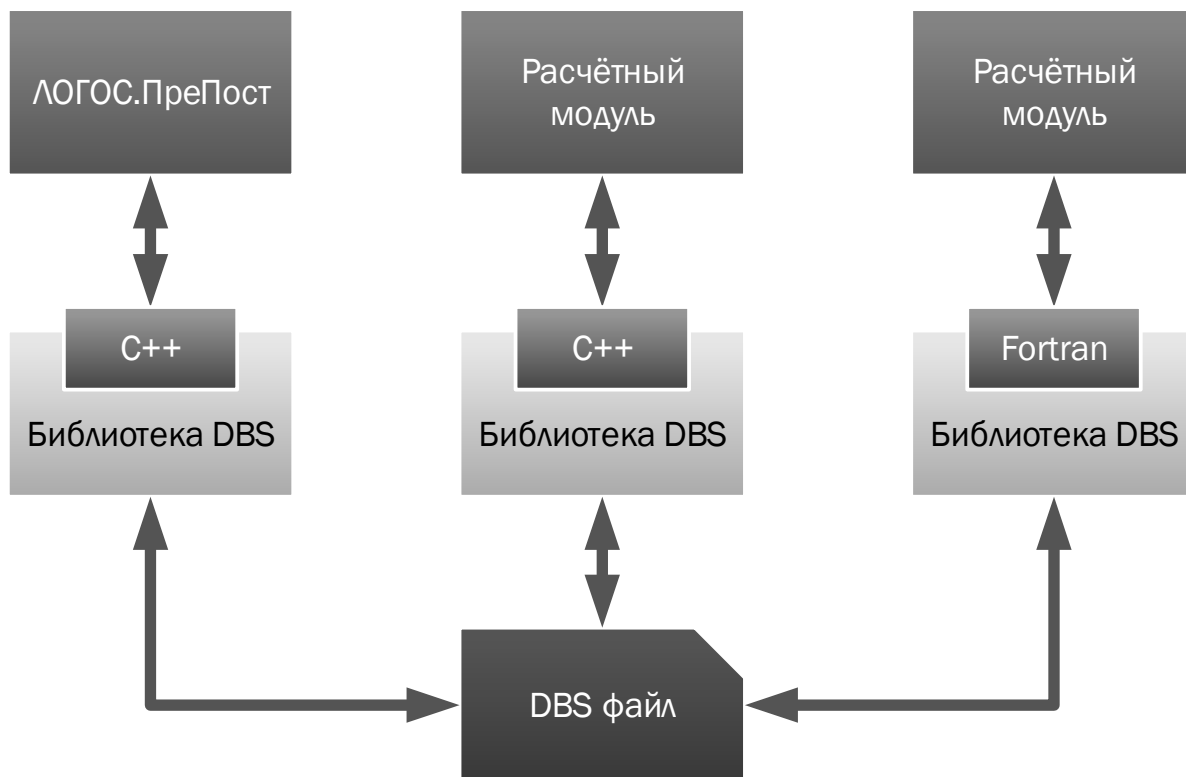 ЛОГОС.ПреПост
Расчётный
модуль
Расчётный
модуль
C++
C++
Fortran
Библиотека DBS
Библиотека DBS
Библиотека DBS
DBS файл